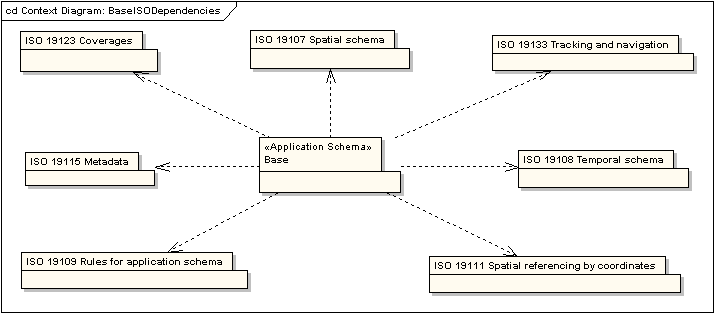 cd Context Diagram: BaseISODependencies
ISO 19123 Coverages
ISO 19107 Spatial schema
ISO 19133 Tracking and navigation
«Application Schema»
Base
ISO 19115 Metadata
ISO 19108 Temporal schema
ISO 19109 Rules for application schema
ISO 19111 Spatial referencing by coordinates